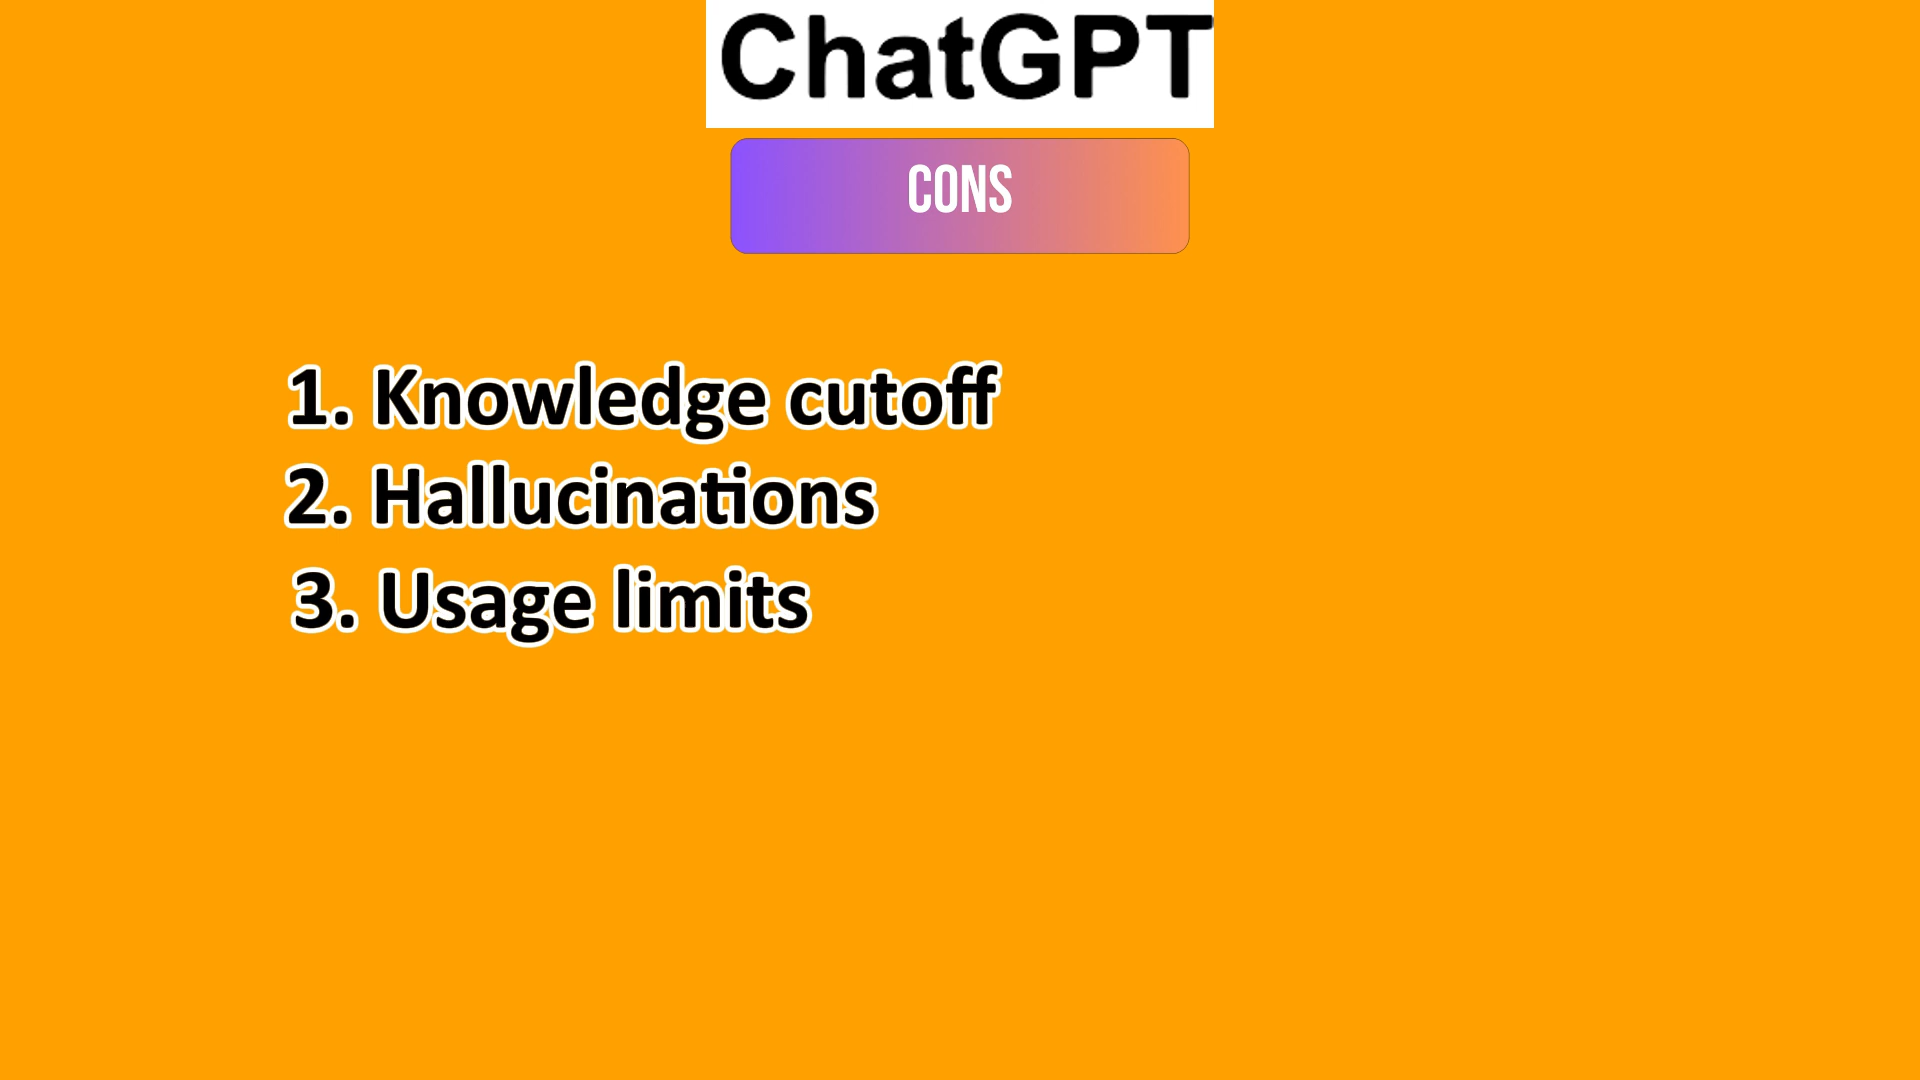 ChatGPT
CONS
1. Knowledge cutoff
2. Hallucinations
3. Usage limits